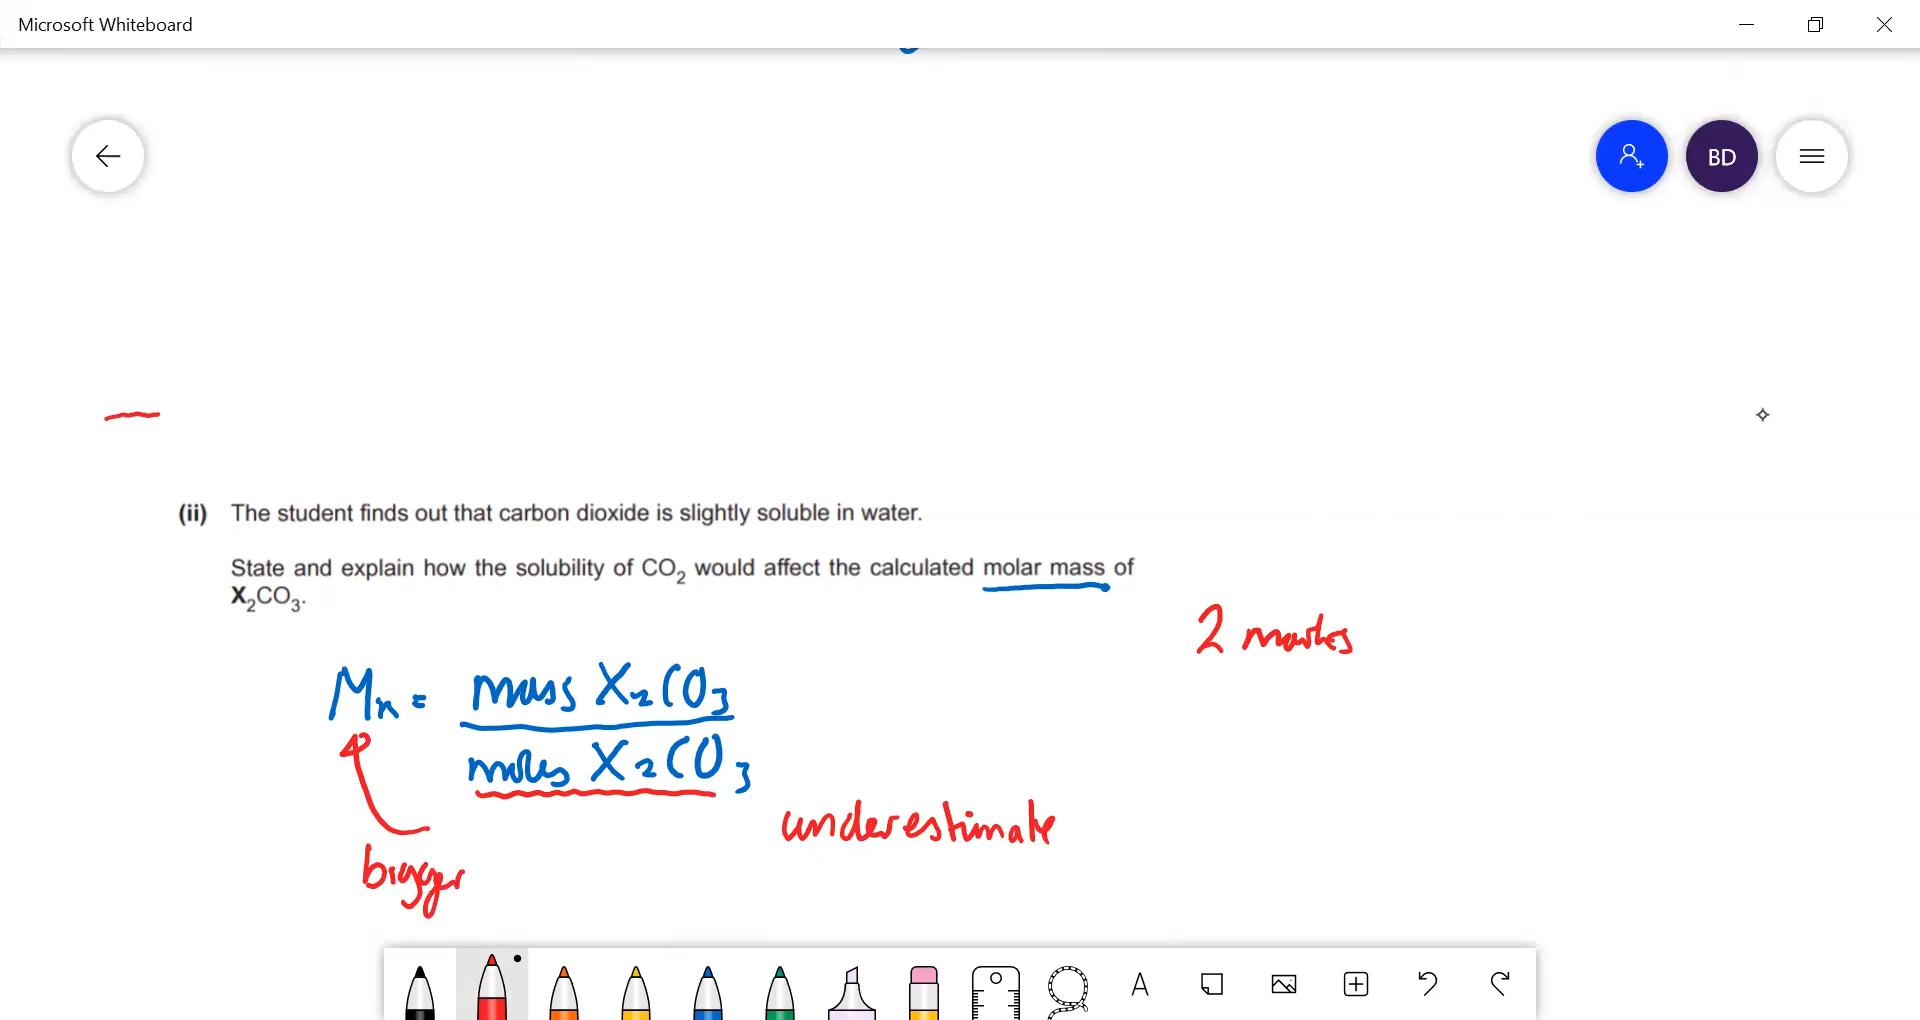 Microsoft Whiteboard
BD
(ii) The student finds out that carbon dioxide is slightly soluble in water.
State and explain how the solubility of CO₂ would affect the calculated molar mass of
X₂CO₃.
2 marks
Mr = mass X₂CO₃
moles X₂CO₃
underestimate
bigger
A